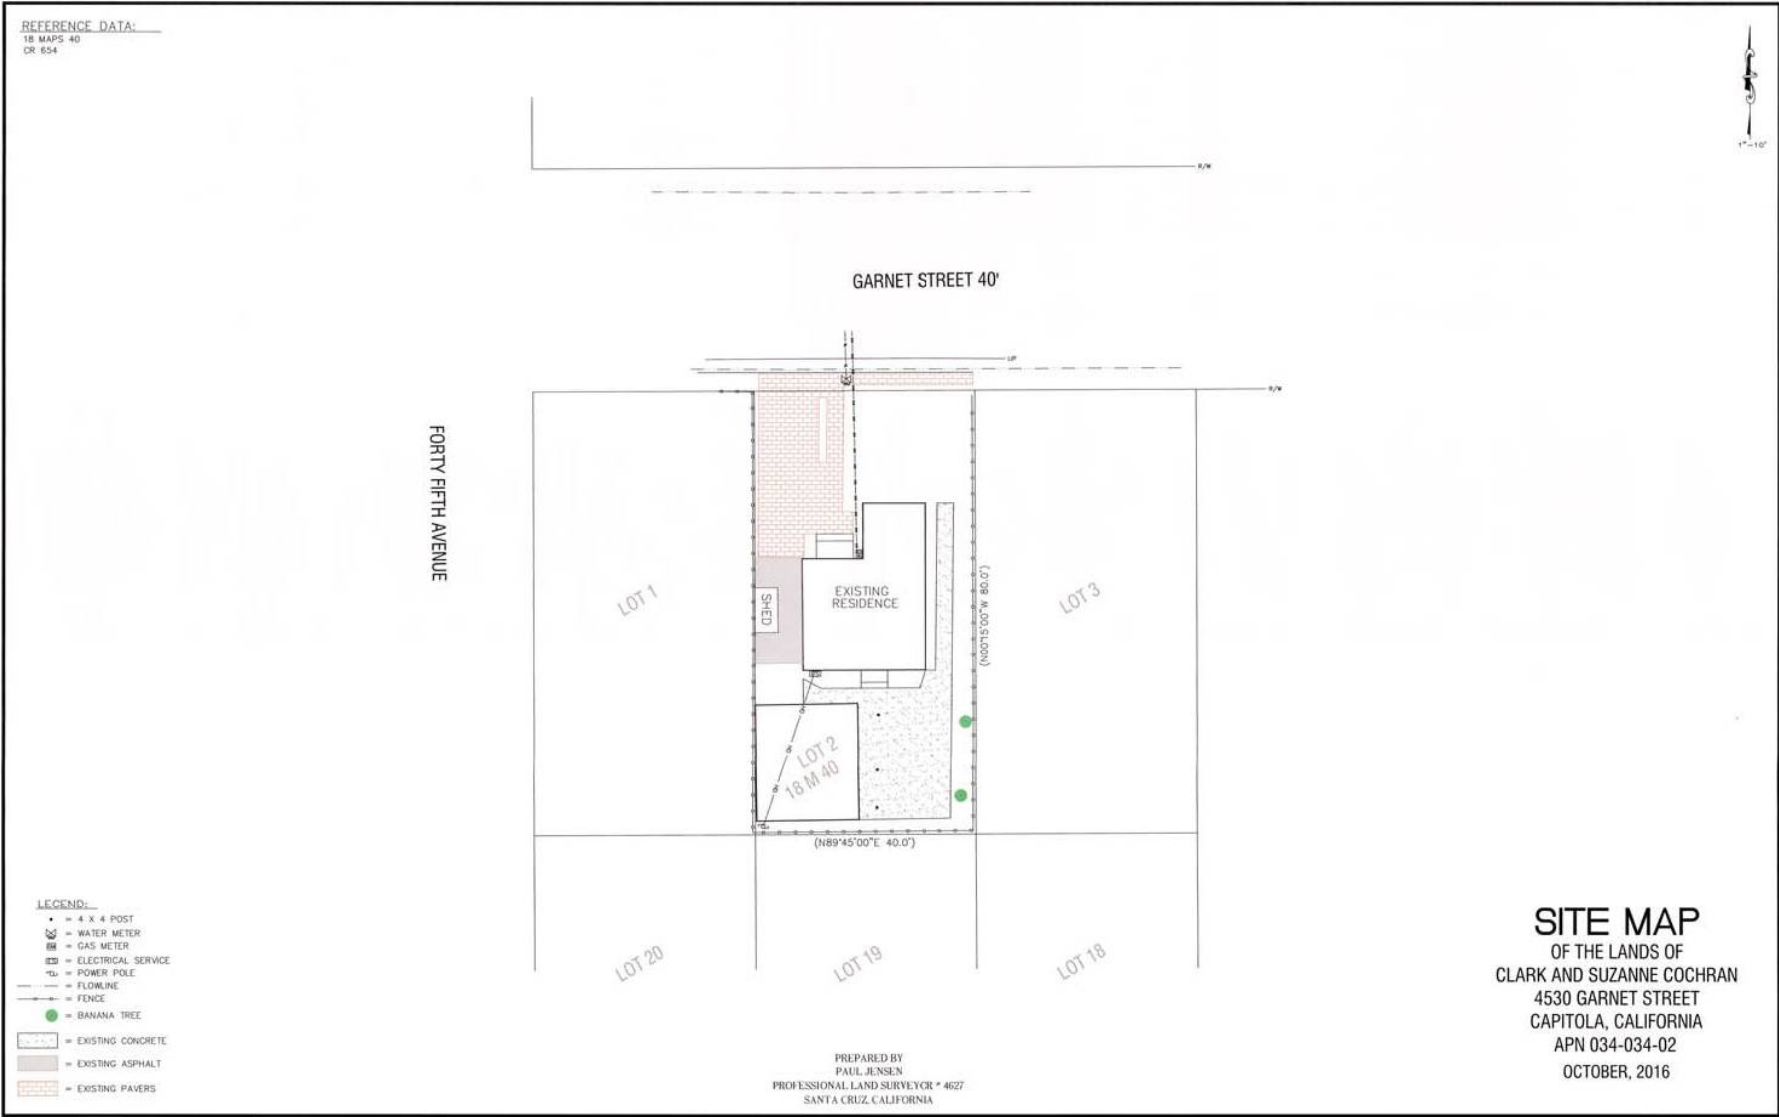 REFERENCE DATA:
18 MAPS 40
CR 654
1"=10'
R/W
GARNET STREET 40'
LIP
R/W
FORTY FIFTH AVENUE
LOT 1
SHED
EXISTING
RESIDENCE
(N00°15'00"W 80.0')
LOT 3
LOT 2
18 M 40
(N89°45'00"E 40.0')
LOT 20
LOT 19
LOT 18
LEGEND:
= 4 X 4 POST
= WATER METER
= GAS METER
= ELECTRICAL SERVICE
= POWER POLE
= FLOWLINE
= FENCE
= BANANA TREE
= EXISTING CONCRETE
= EXISTING ASPHALT
= EXISTING PAVERS
PREPARED BY
PAUL JENSEN
PROFESSIONAL LAND SURVEYOR # 4627
SANTA CRUZ, CALIFORNIA
SITE MAP
OF THE LANDS OF
CLARK AND SUZANNE COCHRAN
4530 GARNET STREET
CAPITOLA, CALIFORNIA
APN 034-034-02
OCTOBER, 2016